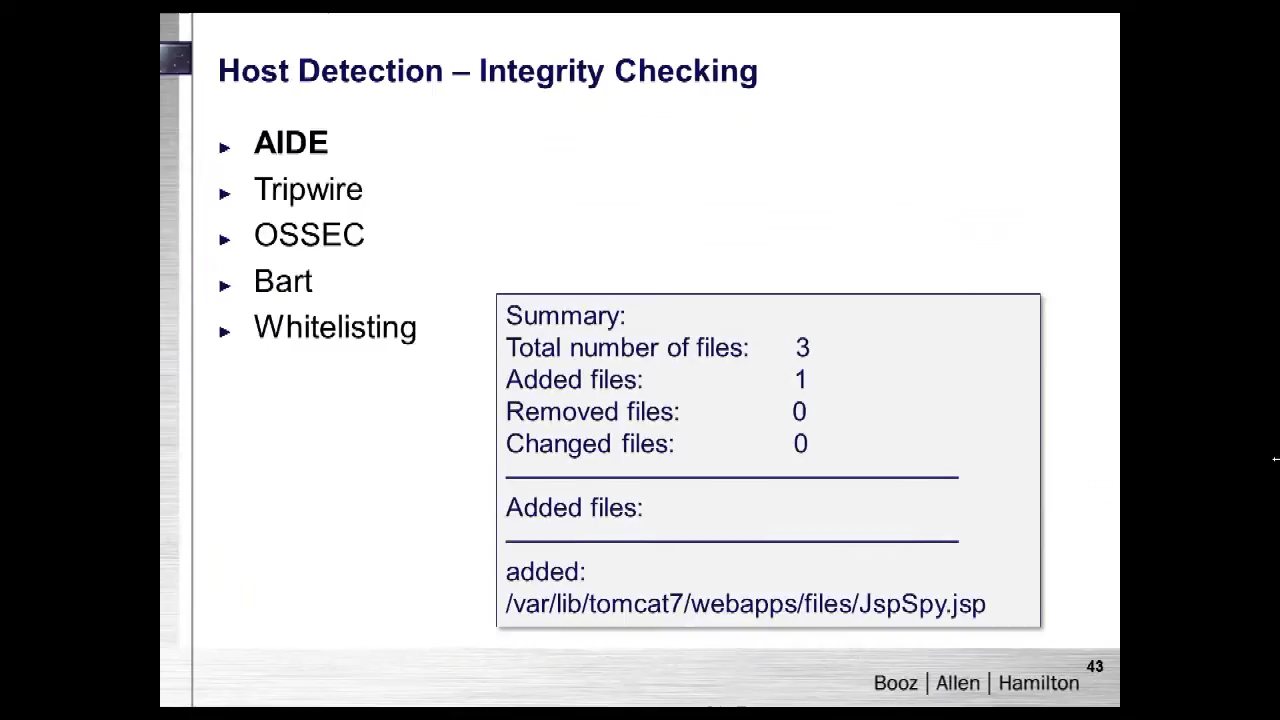 Host Detection – Integrity Checking
► AIDE
► Tripwire
► OSSEC
► Bart
► Whitelisting
Summary:
Total number of files: 3
Added files: 1
Removed files: 0
Changed files: 0
Added files:
added:
/var/lib/tomcat7/webapps/files/JspSpy.jsp
43
Booz | Allen | Hamilton